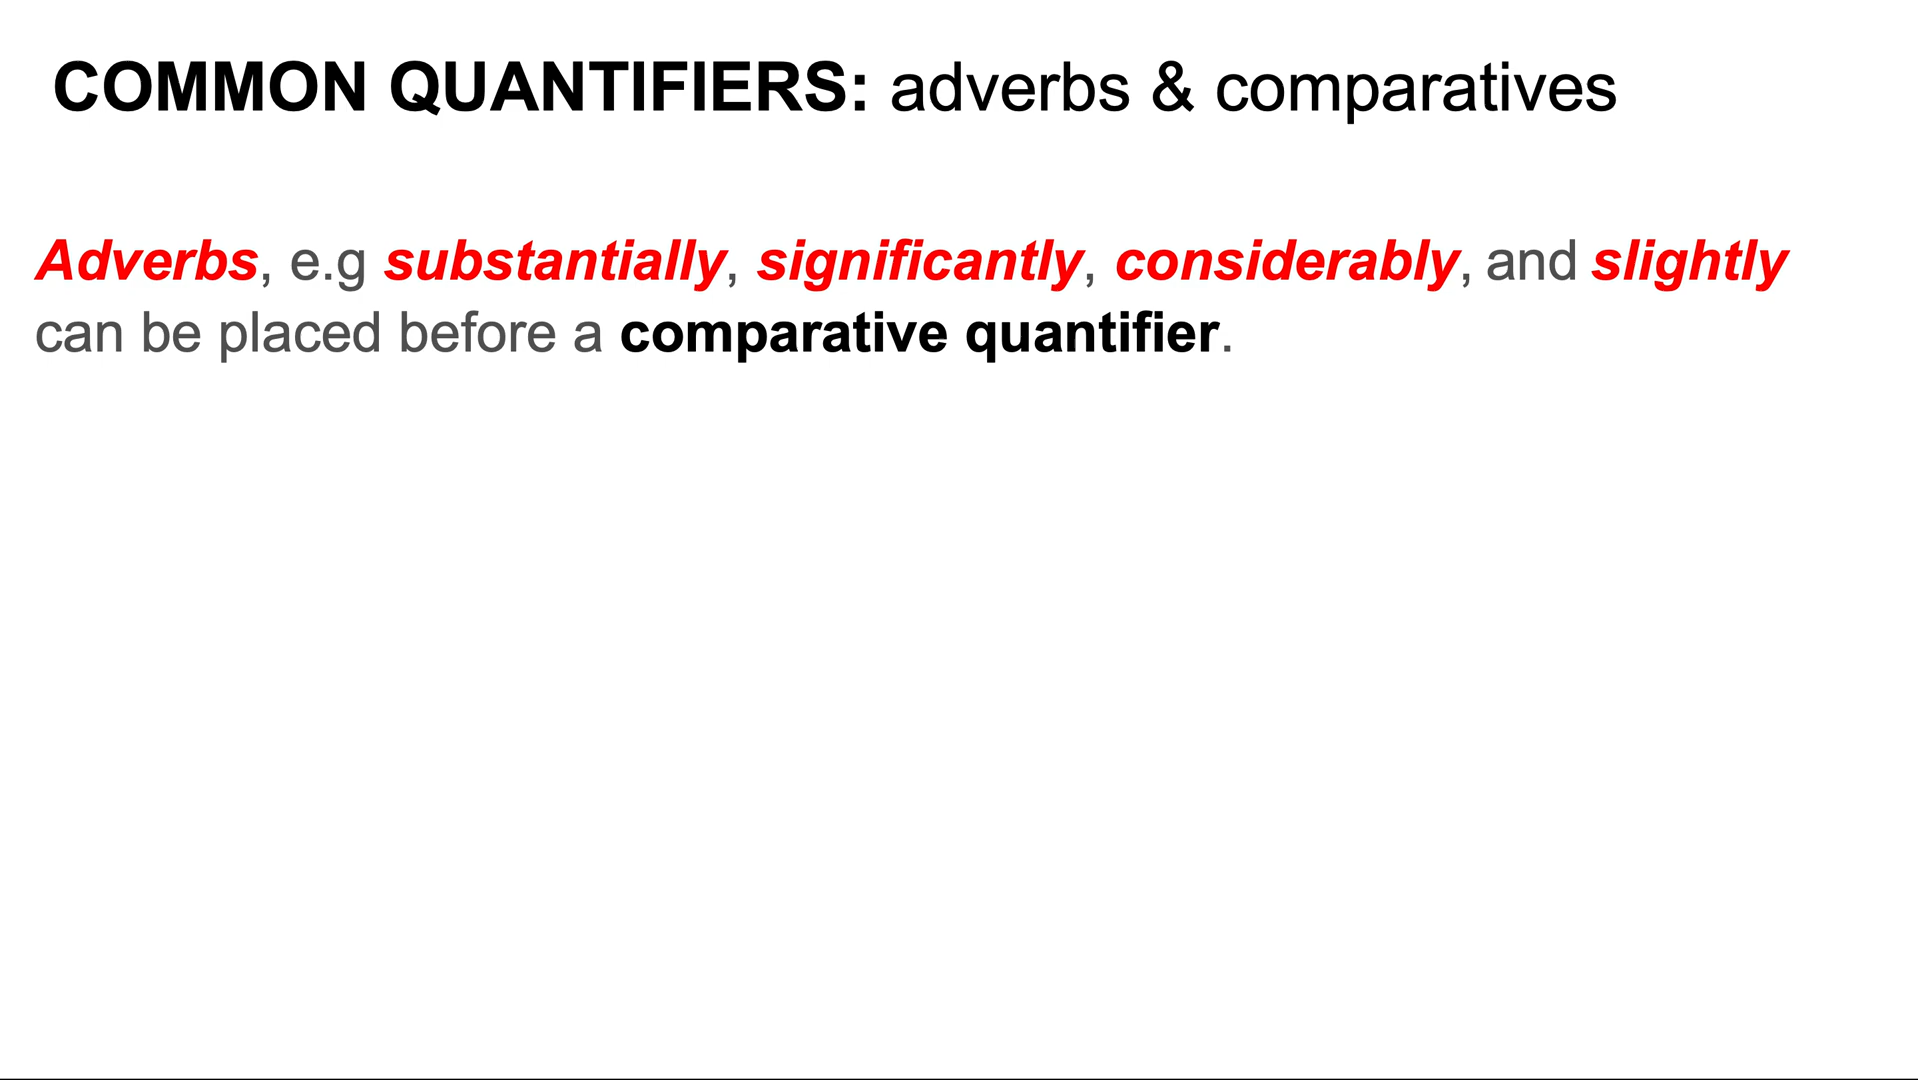 COMMON QUANTIFIERS: adverbs & comparatives
Adverbs, e.g substantially, significantly, considerably, and slightly
can be placed before a comparative quantifier.